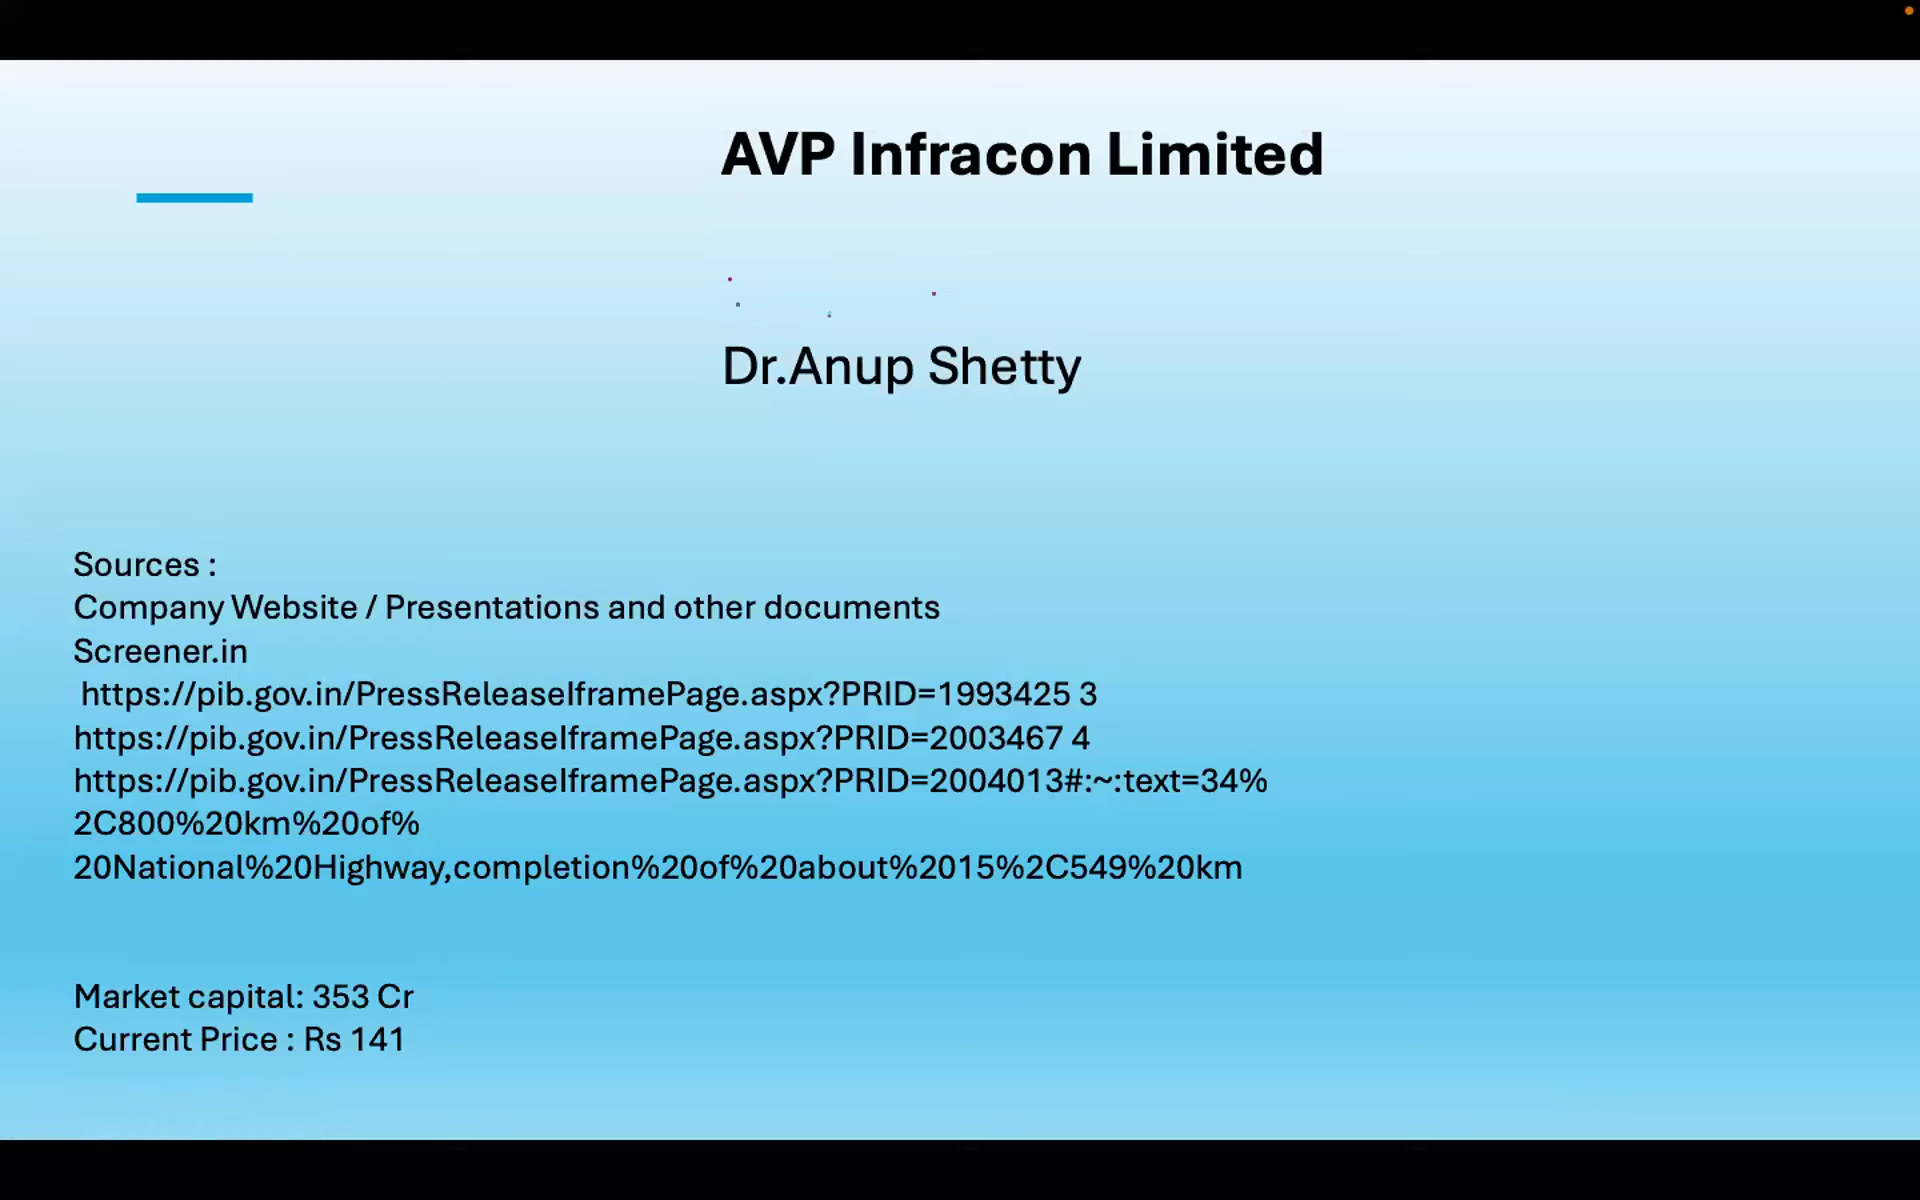 AVP Infracon Limited
Dr.Anup Shetty
Sources :
Company Website / Presentations and other documents
Screener.in
https://pib.gov.in/PressReleaseIframePage.aspx?PRID=1993425 3
https://pib.gov.in/PressReleaseIframePage.aspx?PRID=2003467 4
https://pib.gov.in/PressReleaseIframePage.aspx?PRID=2004013#:~:text=34%
2C800%20km%20of%
20National%20Highway,completion%20of%20about%2015%2C549%20km
Market capital: 353 Cr
Current Price : Rs 141